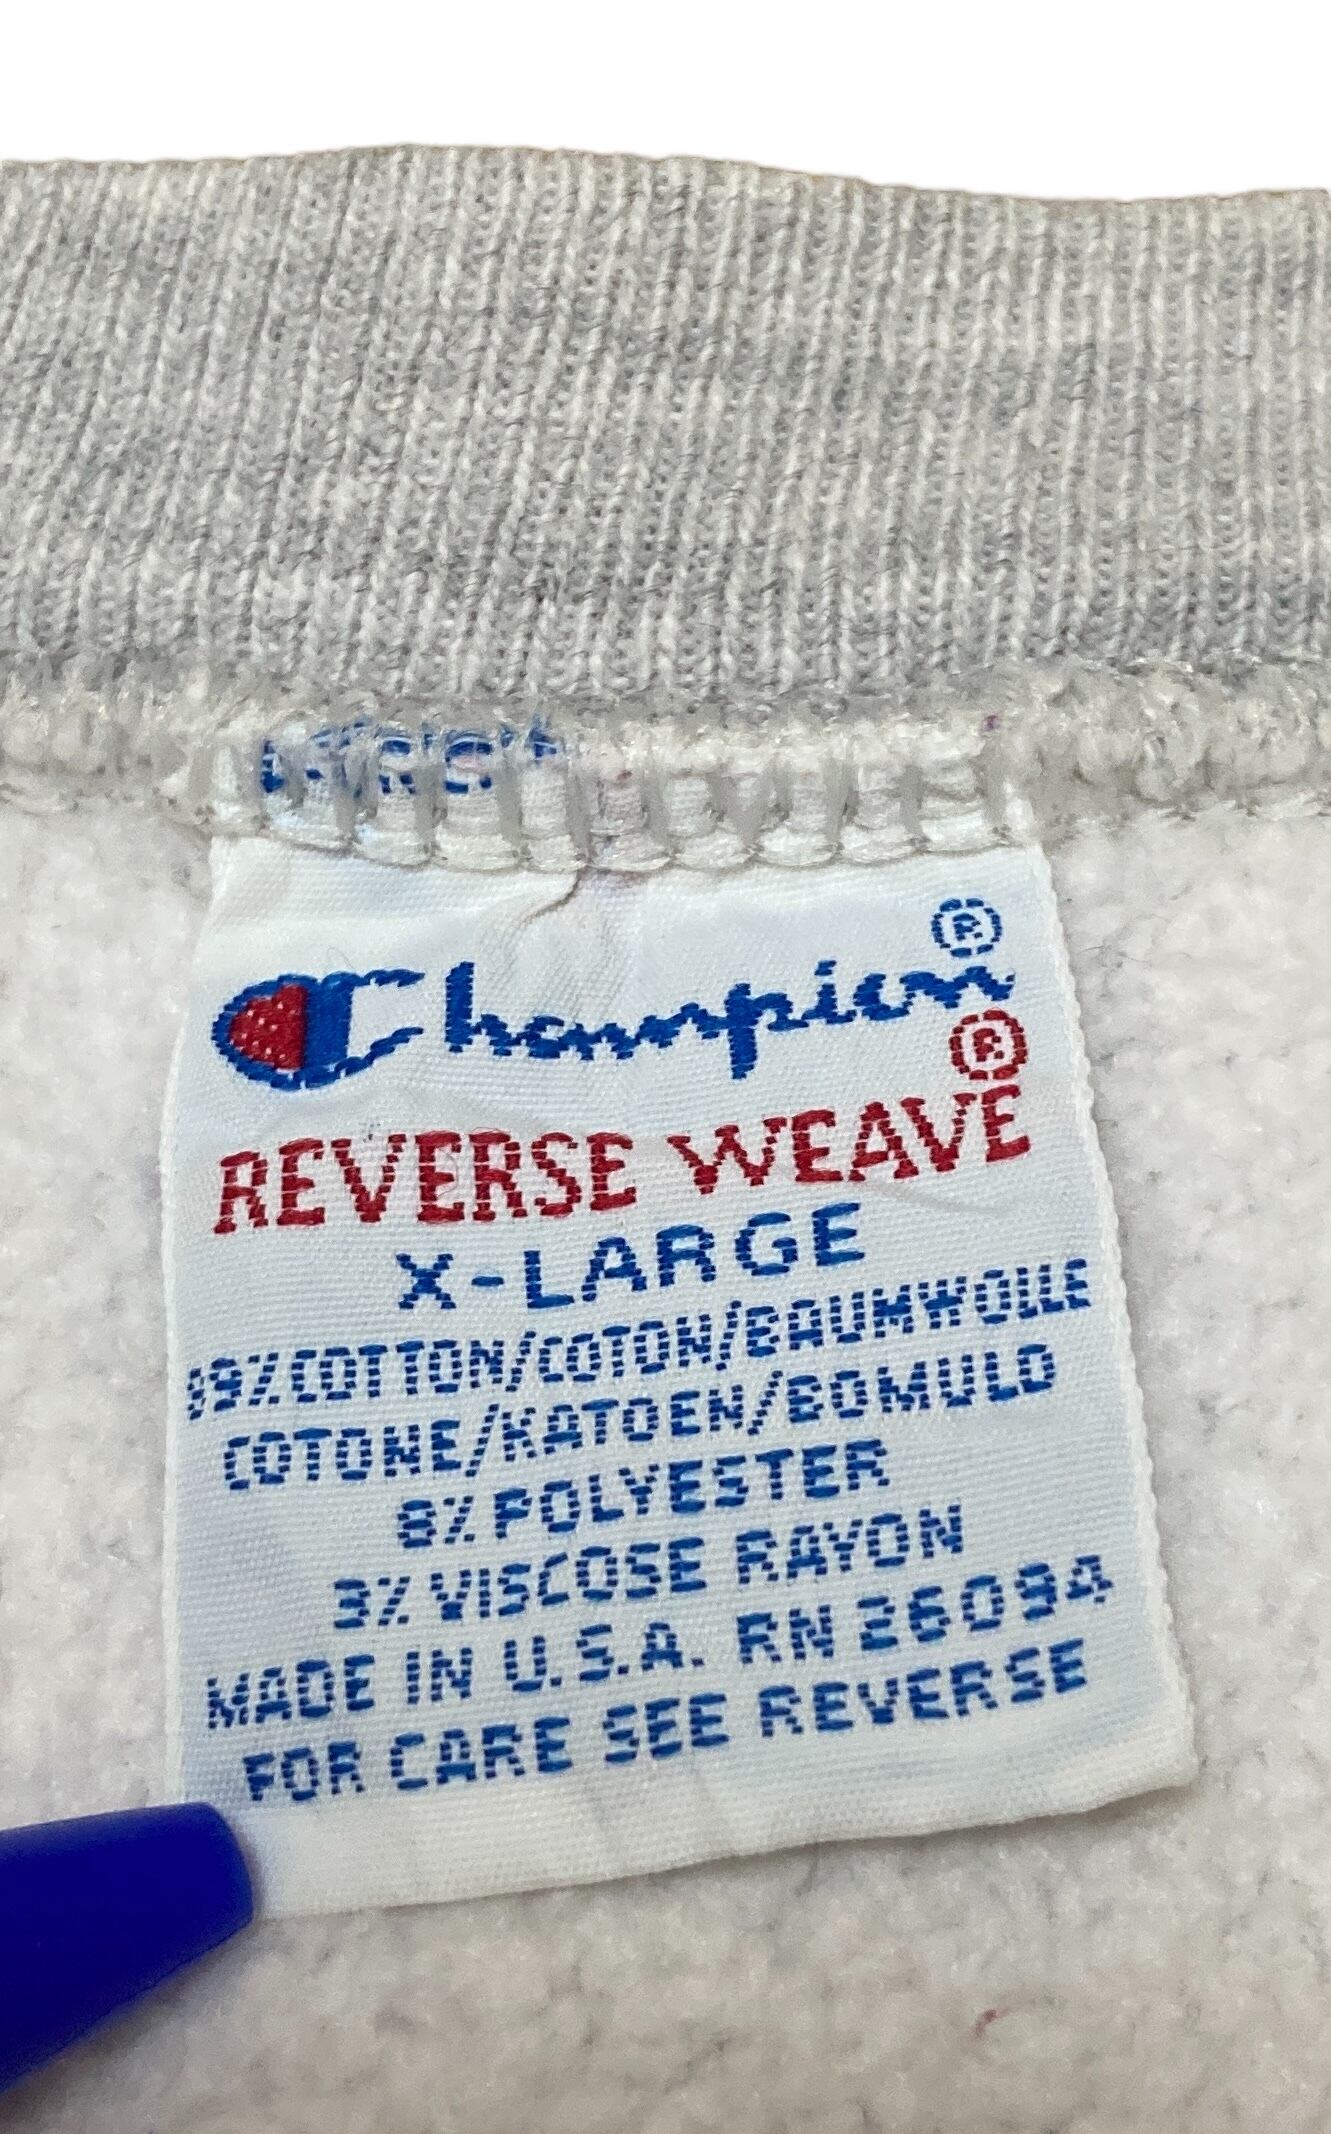 Champion®
®
REVERSE WEAVE
X-LARGE
89%COTTON/COTON/BAUMWOLLE
COTONE/KATOEN/BOMULD
8% POLYESTER
3% VISCOSE RAYON
MADE IN U.S.A. RN 26094
FOR CARE SEE REVERSE